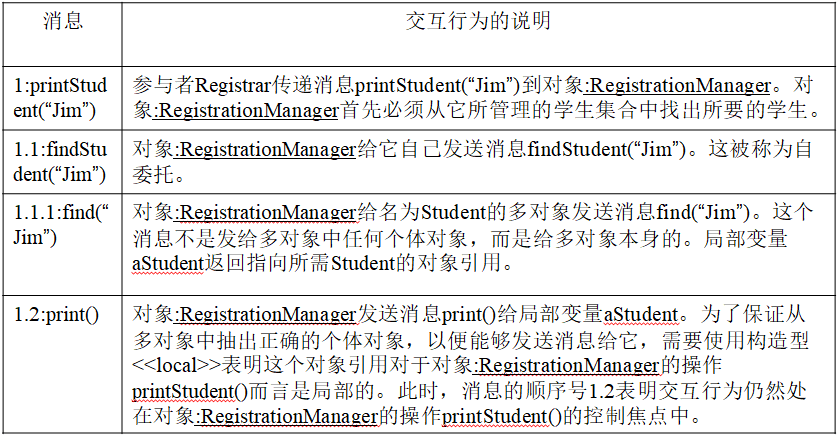 消息 交互行为的说明
1:printStud
ent(“Jim”)
参与者Registrar传递消息printStudent(“Jim”)到对象:RegistrationManager。对
象:RegistrationManager首先必须从它所管理的学生集合中找出所要的学生。
1.1:findStu
dent(“Jim”)
对象:RegistrationManager给它自己发送消息findStudent(“Jim”)。这被称为自
委托。
1.1.1:find(“
Jim”)
对象:RegistrationManager给名为Student的多对象发送消息find(“Jim”)。这个
消息不是发给多对象中任何个体对象，而是给多对象本身的。局部变量
aStudent返回指向所需Student的对象引用。
1.2:print()
对象:RegistrationManager发送消息print()给局部变量aStudent。为了保证从
多对象中抽出正确的个体对象，以便能够发送消息给它，需要使用构造型
<<local>>表明这个对象引用对于对象:RegistrationManager的操作
printStudent()而言是局部的。此时，消息的顺序号1.2表明交互行为仍然处
在对象:RegistrationManager的操作printStudent()的控制焦点中。